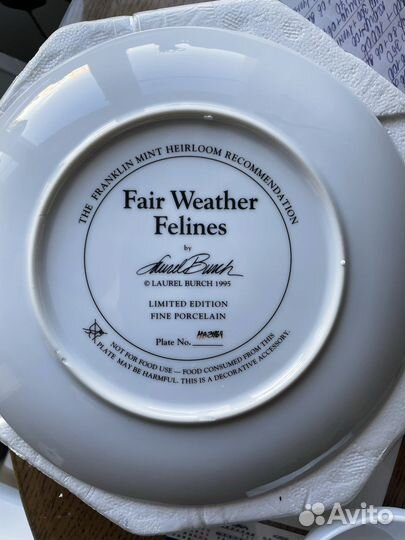 THE FRANKLIN MINT HEIRLOOM RECOMMENDATION
Fair Weather
Felines
by
Laurel Burch
© LAUREL BURCH 1995
LIMITED EDITION
FINE PORCELAIN
Plate No.
NOT FOR FOOD USE — FOOD CONSUMED FROM THIS
PLATE MAY BE HARMFUL. THIS IS A DECORATIVE ACCESSORY.
Avito